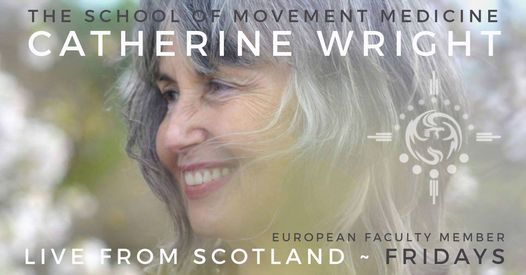 THE SCHOOL OF MOVEMENT MEDICINE
CATHERINE WRIGHT
EUROPEAN FACULTY MEMBER
LIVE FROM SCOTLAND ~ FRIDAYS